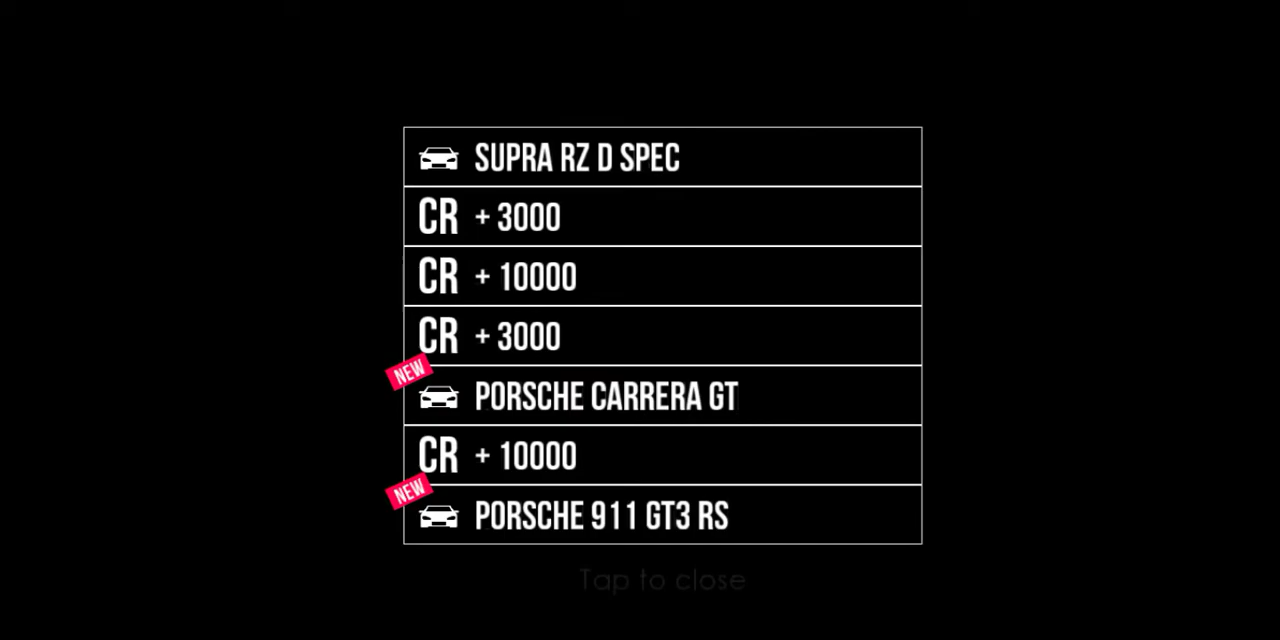 SUPRA RZ D SPEC
CR + 3000
CR + 10000
CR + 3000
NEW
PORSCHE CARRERA GT
CR + 10000
NEW
PORSCHE 911 GT3 RS
Tap to close